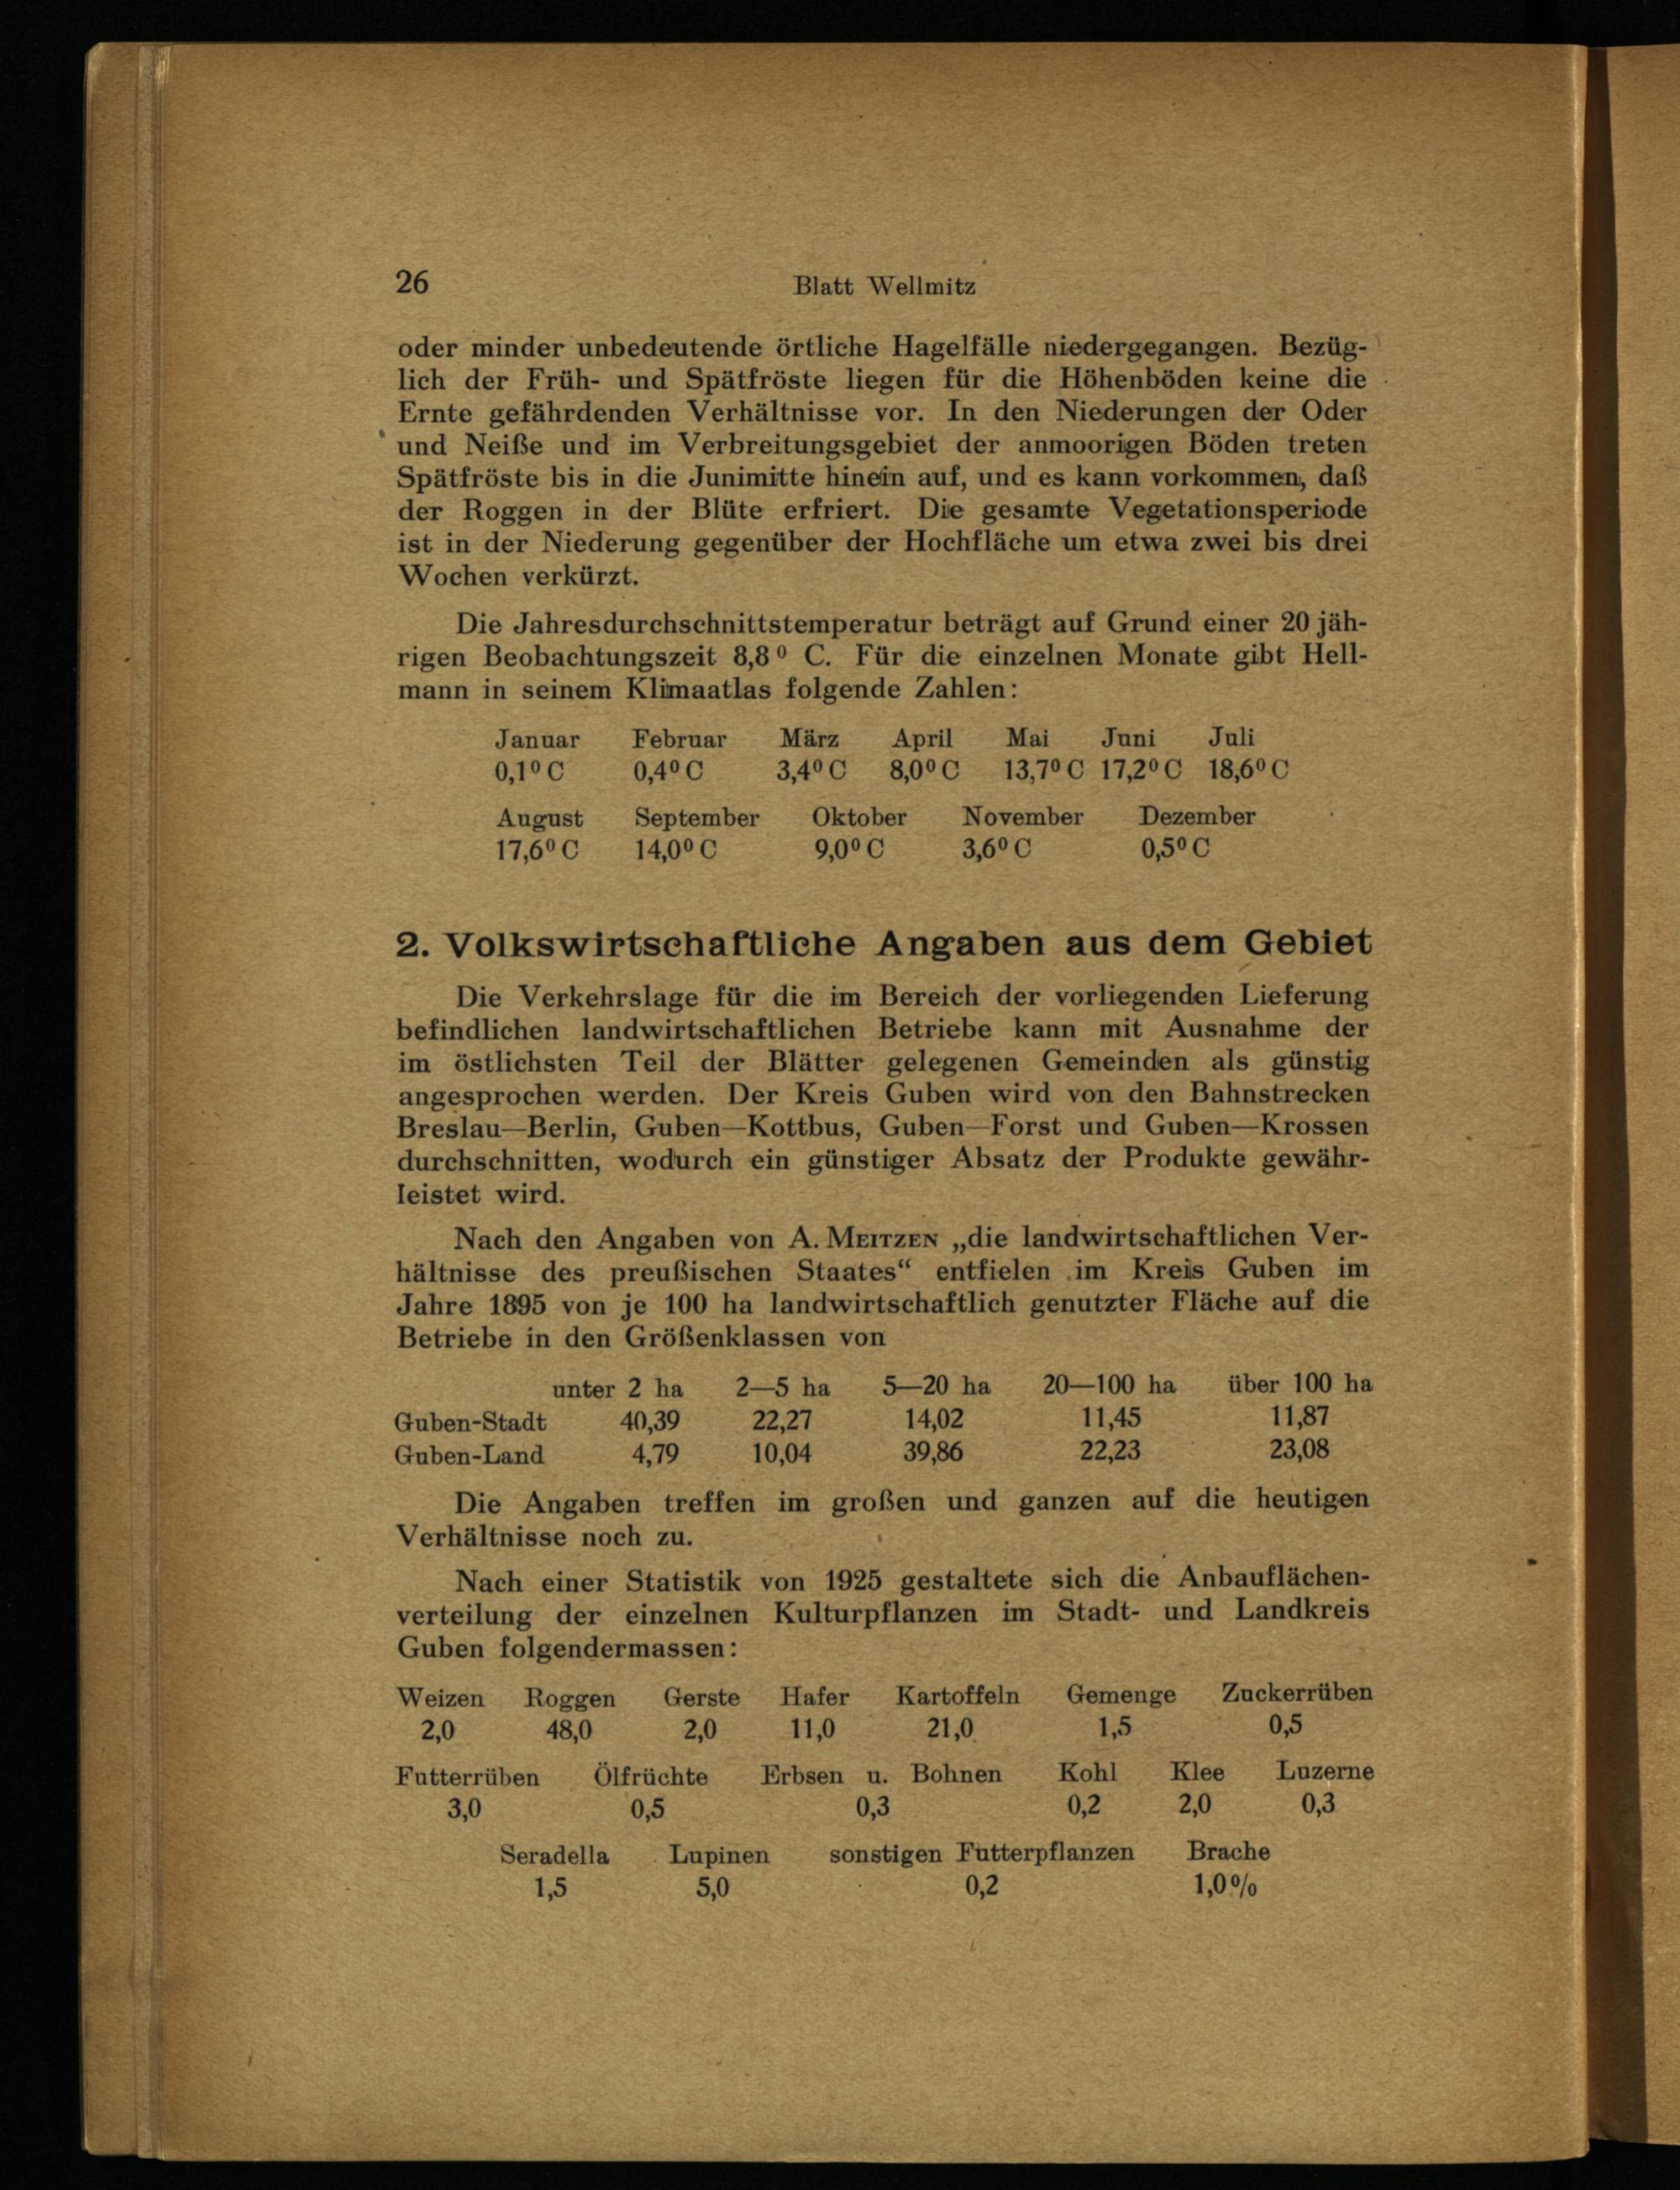 26 Blatt Wellmitz
oder minder unbedeutende örtliche Hagelfälle niedergegangen. Bezüg-
lich der Früh- und Spätfröste liegen für die Höhenböden keine die
Ernte gefährdenden Verhältnisse vor. In den Niederungen der Oder
und Neiße und im Verbreitungsgebiet der anmoorigen Böden treten
Spätfröste bis in die Junimitte hinein auf, und es kann vorkommen, daß
der Roggen in der Blüte erfriert. Die gesamte Vegetationsperiode
ist in der Niederung gegenüber der Hochfläche um etwa zwei bis drei
Wochen verkürzt.
Die Jahresdurchschnittstemperatur beträgt auf Grund einer 20 jäh-
rigen Beobachtungszeit 8,8⁰ C. Für die einzelnen Monate gibt Hell-
mann in seinem Klimaatlas folgende Zahlen:
Januar Februar März April Mai Juni Juli
0,1⁰ C 0,4⁰ C 3,4⁰ C 8,0⁰ C 13,7⁰ C 17,2⁰ C 18,6⁰ C
August September Oktober November Dezember
17,6⁰ C 14,0⁰ C 9,0⁰ C 3,6⁰ C 0,5⁰ C
2. Volkswirtschaftliche Angaben aus dem Gebiet
Die Verkehrslage für die im Bereich der vorliegenden Lieferung
befindlichen landwirtschaftlichen Betriebe kann mit Ausnahme der
im östlichsten Teil der Blätter gelegenen Gemeinden als günstig
angesprochen werden. Der Kreis Guben wird von den Bahnstrecken
Breslau—Berlin, Guben—Kottbus, Guben—Forst und Guben—Krossen
durchschnitten, wodurch ein günstiger Absatz der Produkte gewähr-
leistet wird.
Nach den Angaben von A. MEITZEN „die landwirtschaftlichen Ver-
hältnisse des preußischen Staates“ entfielen im Kreis Guben im
Jahre 1895 von je 100 ha landwirtschaftlich genutzter Fläche auf die
Betriebe in den Größenklassen von
unter 2 ha 2—5 ha 5—20 ha 20—100 ha über 100 ha
Guben-Stadt 40,39 22,27 14,02 11,45 11,87
Guben-Land 4,79 10,04 39,86 22,23 23,08
Die Angaben treffen im großen und ganzen auf die heutigen
Verhältnisse noch zu.
Nach einer Statistik von 1925 gestaltete sich die Anbauflächen-
verteilung der einzelnen Kulturpflanzen im Stadt- und Landkreis
Guben folgendermassen:
Weizen Roggen Gerste Hafer Kartoffeln Gemenge Zuckerrüben
2,0 48,0 2,0 11,0 21,0 1,5 0,5
Futterrüben Ölfrüchte Erbsen u. Bohnen Kohl Klee Luzerne
3,0 0,5 0,3 0,2 2,0 0,3
Seradella Lupinen sonstigen Futterpflanzen Brache
1,5 5,0 0,2 1,0%